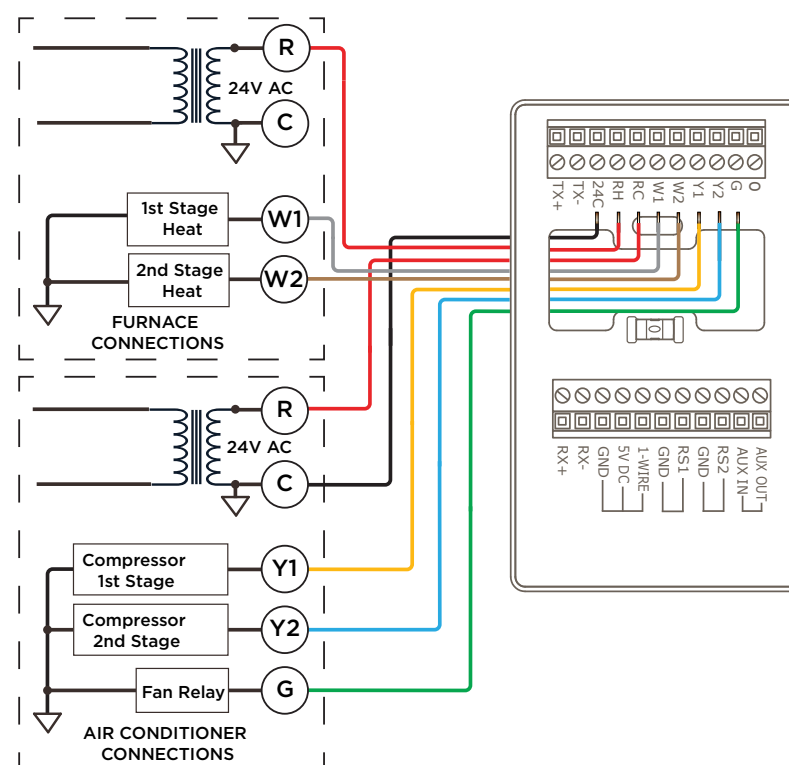 R
24V AC
C
1st Stage
Heat
W1
2nd Stage
Heat
W2
FURNACE
CONNECTIONS
R
24V AC
C
Compressor
1st Stage
Y1
Compressor
2nd Stage
Y2
Fan Relay
G
AIR CONDITIONER
CONNECTIONS
TX+
TX-
24C
RH
RC
W1
W2
Y1
Y2
G
O
RX+
RX-
GND
5V DC
1-WIRE
GND
RS1
GND
RS2
AUX IN
AUX OUT